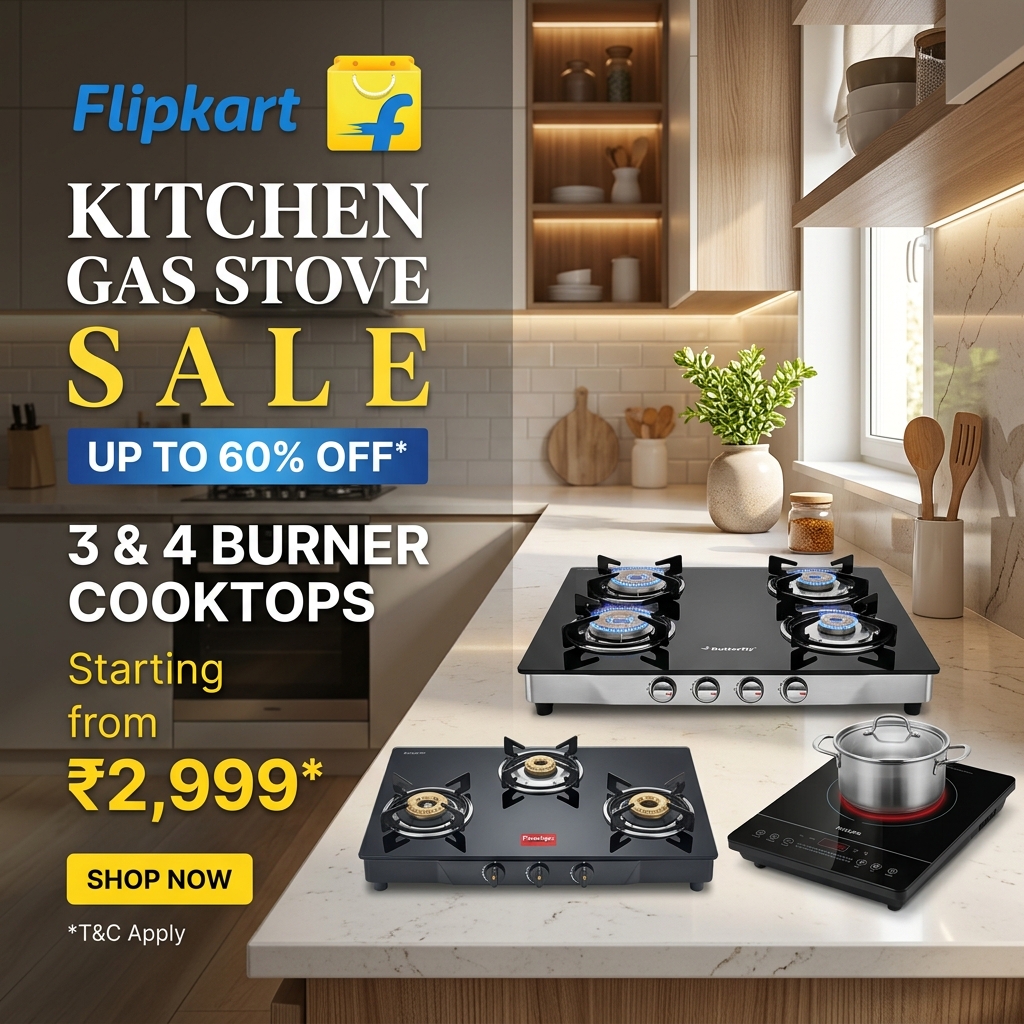 Flipkart
KITCHEN
GAS STOVE
SALE
UP TO 60% OFF*
3 & 4 BURNER
COOKTOPS
Starting
from
₹2,999*
SHOP NOW
*T&C Apply
Butterfly